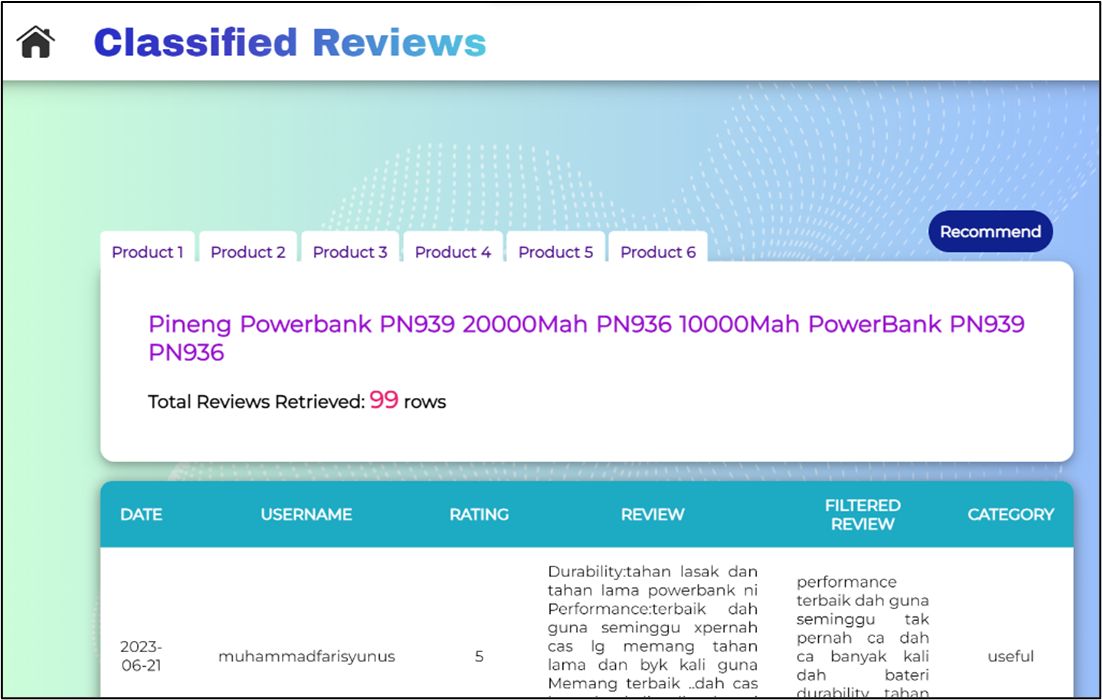 Classified Reviews
Recommend
Product 1 Product 2 Product 3 Product 4 Product 5 Product 6
Pineng Powerbank PN939 20000Mah PN936 10000Mah PowerBank PN939
PN936
Total Reviews Retrieved: 99 rows
DATE USERNAME RATING REVIEW FILTERED REVIEW CATEGORY
2023-
06-21
muhammadfarisyunus
5
Durability:tahan lasak dan
tahan lama powerbank ni
Performance:terbaik dah
guna seminggu xpernah
cas lg memang tahan
lama dan byk kali guna
Memang terbaik ..dah cas
performance
terbaik dah guna
seminggu tak
pernah ca dah
ca banyak kali
dah bateri
durability tahan
useful